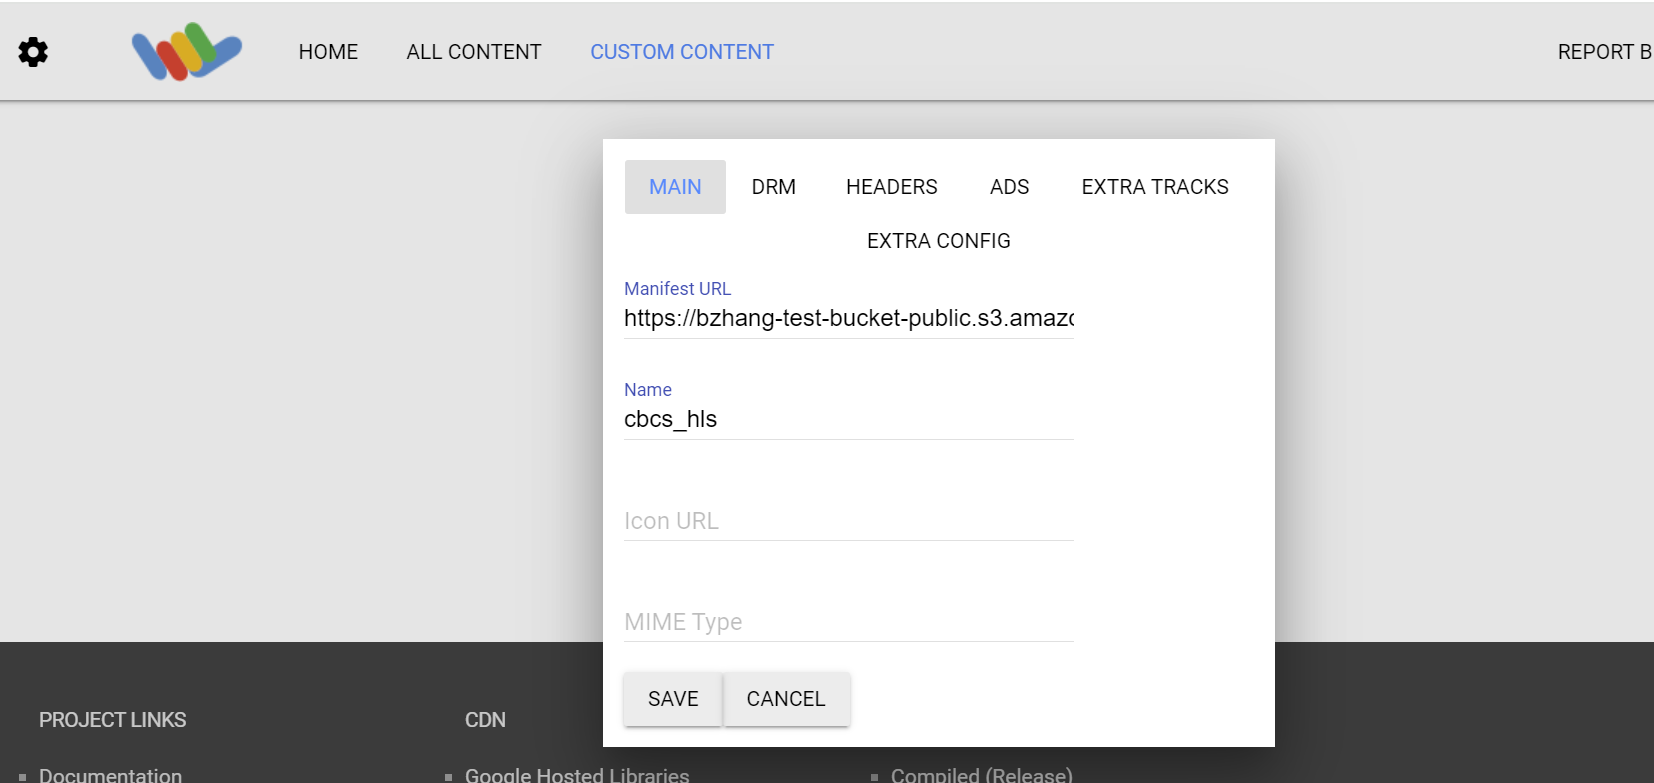 HOME ALL CONTENT CUSTOM CONTENT REPORT B
MAIN DRM HEADERS ADS EXTRA TRACKS
EXTRA CONFIG
Manifest URL
https://bzhang-test-bucket-public.s3.amazo
Name
cbcs_hls
Icon URL
MIME Type
SAVE CANCEL
PROJECT LINKS CDN
Documentation Google Hosted Libraries Compiled (Release)